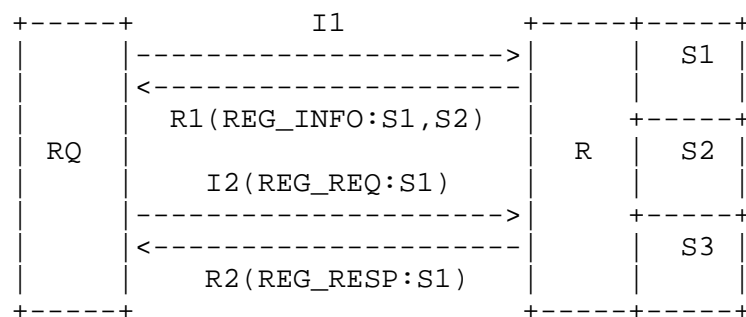 I1
S1
R1(REG_INFO:S1,S2)
RQ R S2
I2(REG_REQ:S1)
S3
R2(REG_RESP:S1)